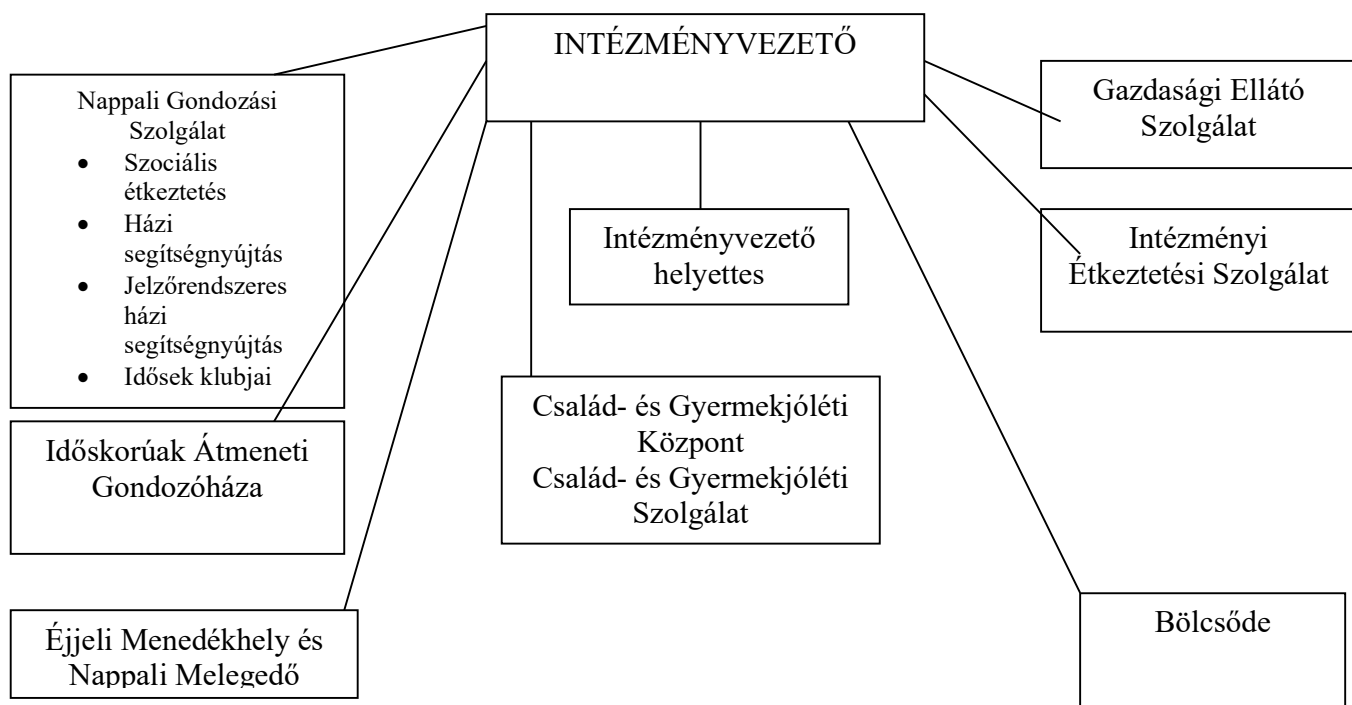 INTÉZMÉNYVEZETŐ
Nappali Gondozási
Szolgálat
• Szociális
étkeztetés
• Házi
segítségnyújtás
• Jelzőrendszeres
házi
segítségnyújtás
• Idősek klubjai
Gazdasági Ellátó
Szolgálat
Intézményvezető
helyettes
Intézményi
Étkeztetési Szolgálat
Időskorúak Átmeneti
Gondozóháza
Család- és Gyermekjóléti
Központ
Család- és Gyermekjóléti
Szolgálat
Éjjeli Menedékhely és
Nappali Melegedő
Bölcsőde